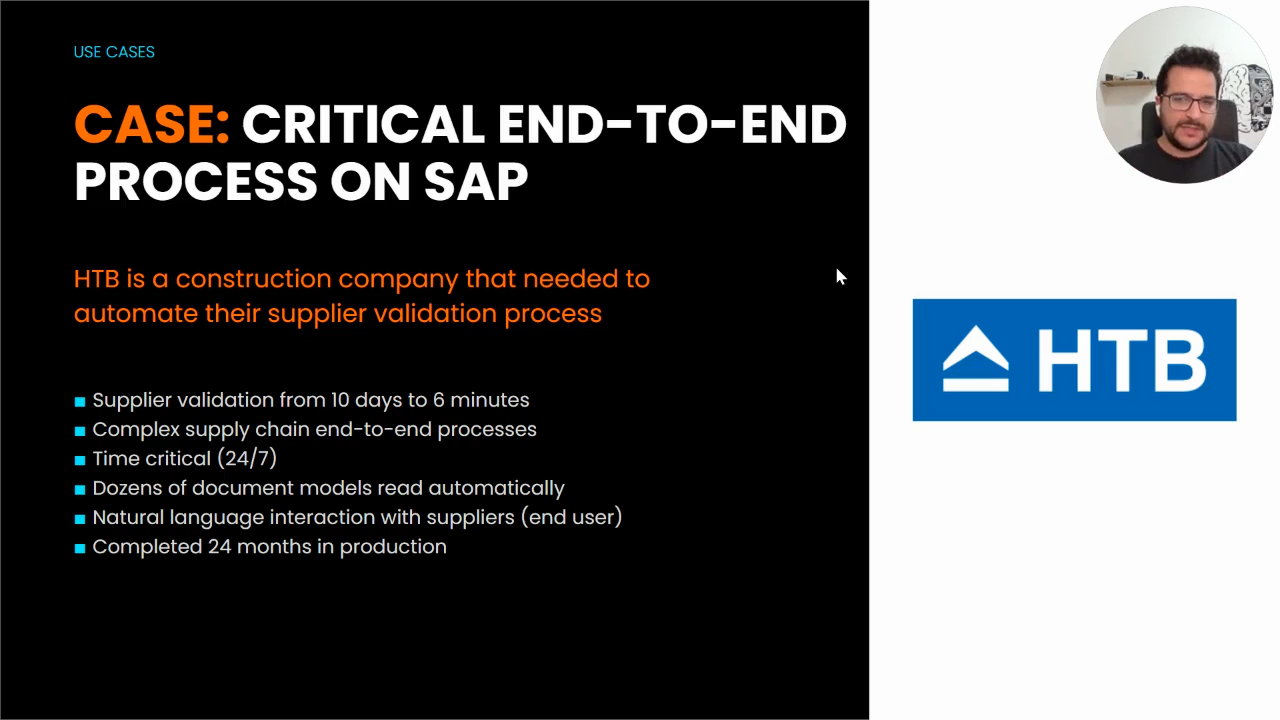 USE CASES
CASE: CRITICAL END-TO-END
PROCESS ON SAP
HTB is a construction company that needed to
automate their supplier validation process
Supplier validation from 10 days to 6 minutes
Complex supply chain end-to-end processes
Time critical (24/7)
Dozens of document models read automatically
Natural language interaction with suppliers (end user)
Completed 24 months in production
HTB